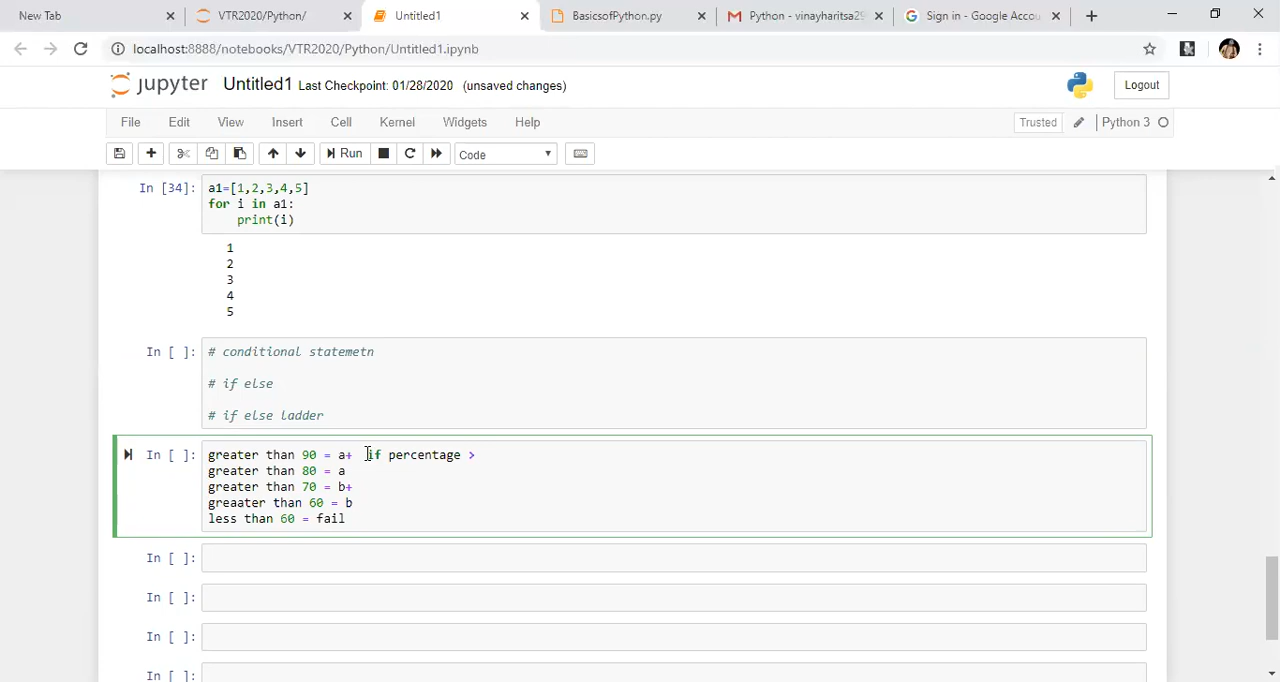 New Tab
VTR2020/Python/
Untitled1
BasicsofPython.py
Python - vinayharitsa29
Sign in - Google Accou
localhost:8888/notebooks/VTR2020/Python/Untitled1.ipynb
jupyter Untitled1 Last Checkpoint: 01/28/2020 (unsaved changes) Logout
File Edit View Insert Cell Kernel Widgets Help Trusted Python 3
Run Code
In [34]: a1=[1,2,3,4,5]
for i in a1:
print(i)
1
2
3
4
5
In [ ]: # conditional statemetn
# if else
# if else ladder
In [ ]: greater than 90 = a+ if percentage >
greater than 80 = a
greater than 70 = b+
greaater than 60 = b
less than 60 = fail
In [ ]:
In [ ]:
In [ ]:
In [ ]: